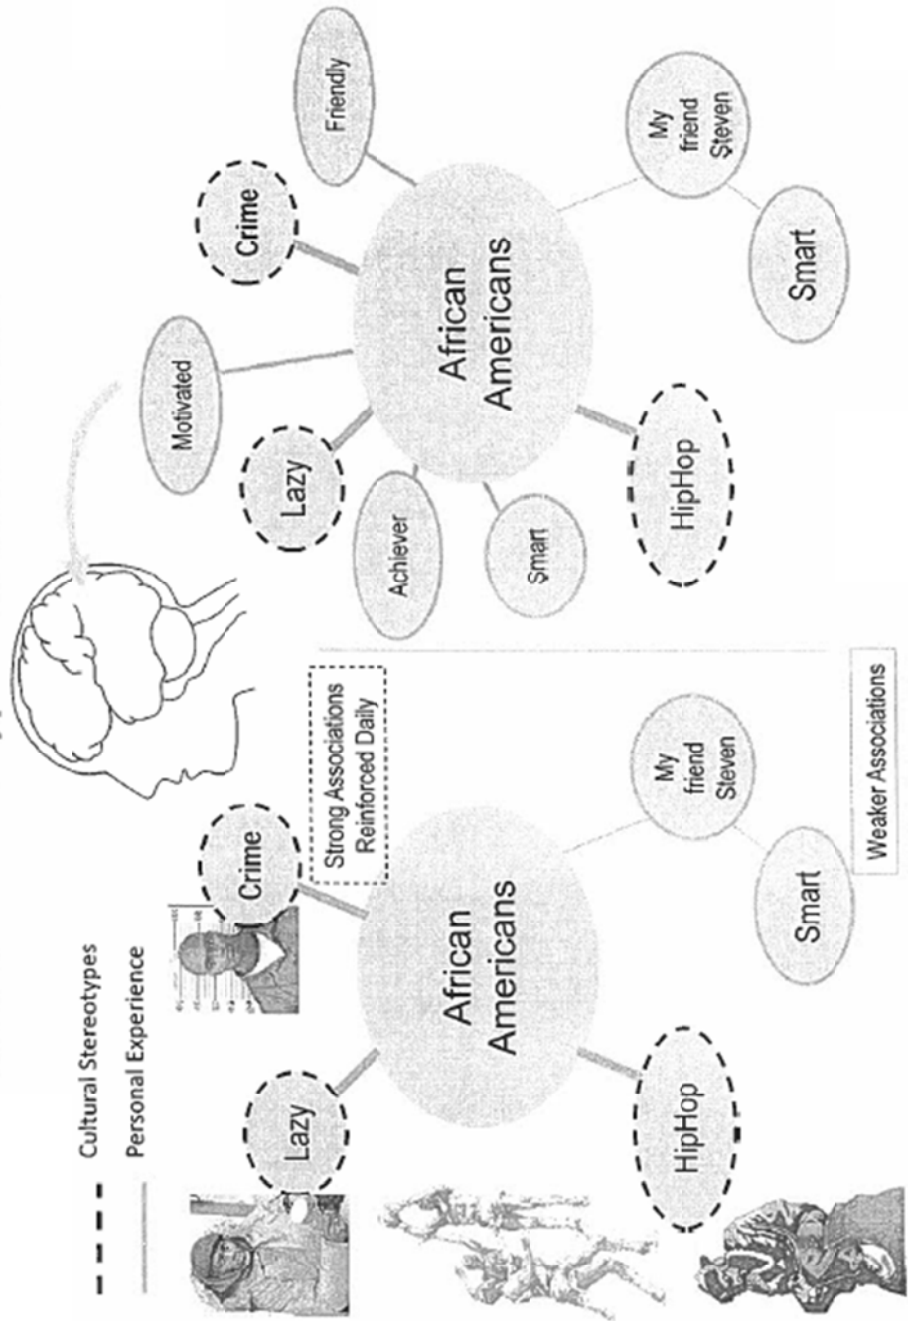 Cultural Stereotypes
Personal Experience
Lazy
Crime
African
Americans
HipHop
My
friend
Steven
Smart
Strong Associations
Reinforced Daily
Weaker Associations
Motivated
Lazy
Crime
Friendly
Achiever
African
Americans
Smart
HipHop
My
friend
Steven
Smart